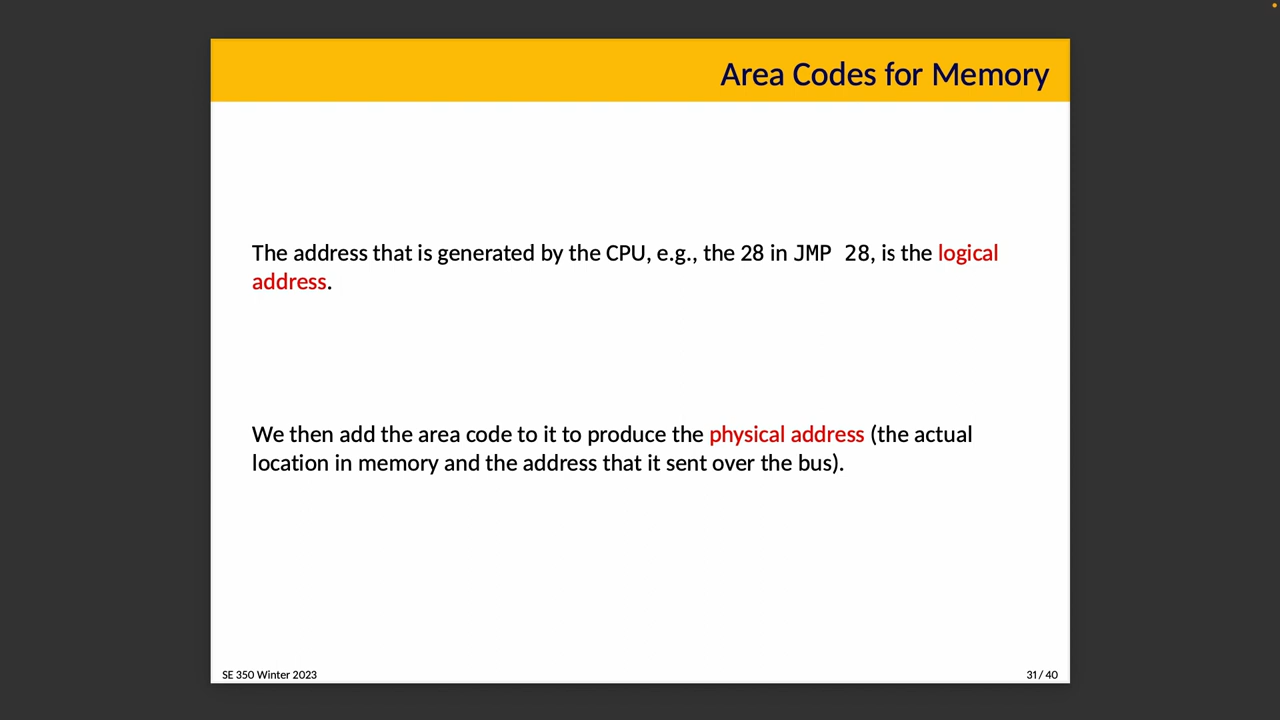 Area Codes for Memory
The address that is generated by the CPU, e.g., the 28 in JMP 28, is the logical
address.
We then add the area code to it to produce the physical address (the actual
location in memory and the address that it sent over the bus).
SE 350 Winter 2023
31 / 40